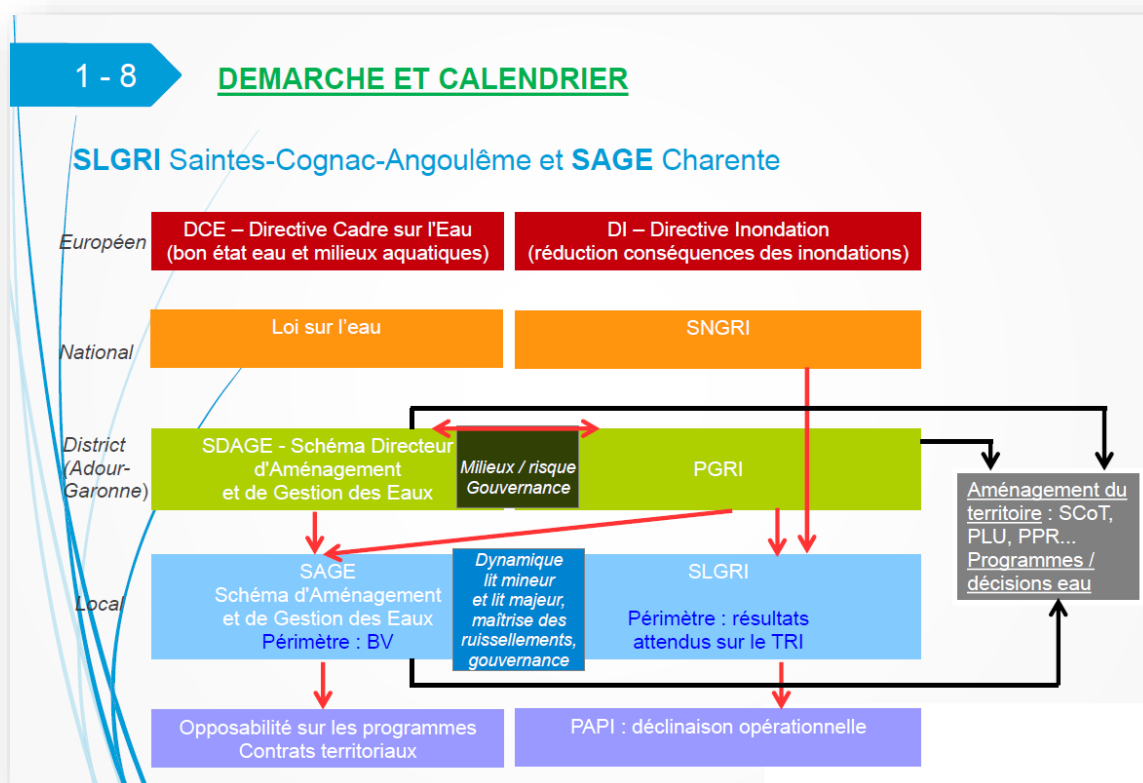 1 - 8
DEMARCHE ET CALENDRIER
SLGRI Saintes-Cognac-Angoulême et SAGE Charente
Européen
DCE – Directive Cadre sur l'Eau
(bon état eau et milieux aquatiques)
DI – Directive Inondation
(réduction conséquences des inondations)
National
Loi sur l'eau
SNGRI
District
(Adour-
Garonne)
SDAGE - Schéma Directeur
d'Aménagement
et de Gestion des Eaux
Milieux / risque
Gouvernance
PGRI
Aménagement du
territoire : SCoT,
PLU, PPR...
Programmes /
décisions eau
Local
SAGE
Schéma d'Aménagement
et de Gestion des Eaux
Périmètre : BV
Dynamique
lit mineur
et lit majeur,
maîtrise des
ruissellements,
gouvernance
SLGRI
Périmètre : résultats
attendus sur le TRI
Opposabilité sur les programmes
Contrats territoriaux
PAPI : déclinaison opérationnelle